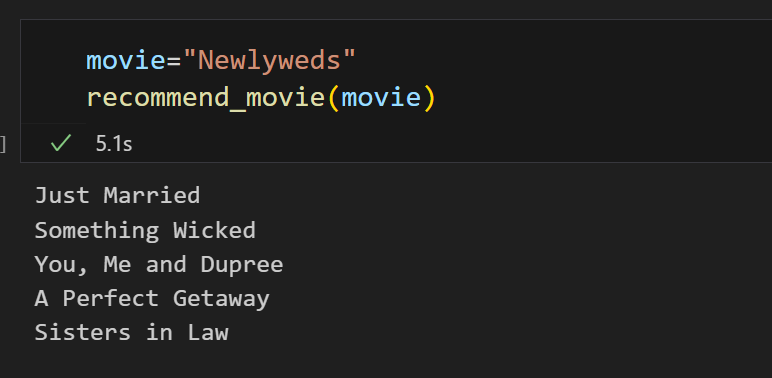 movie="Newlyweds"
recommend_movie(movie)
] ✓ 5.1s
Just Married
Something Wicked
You, Me and Dupree
A Perfect Getaway
Sisters in Law